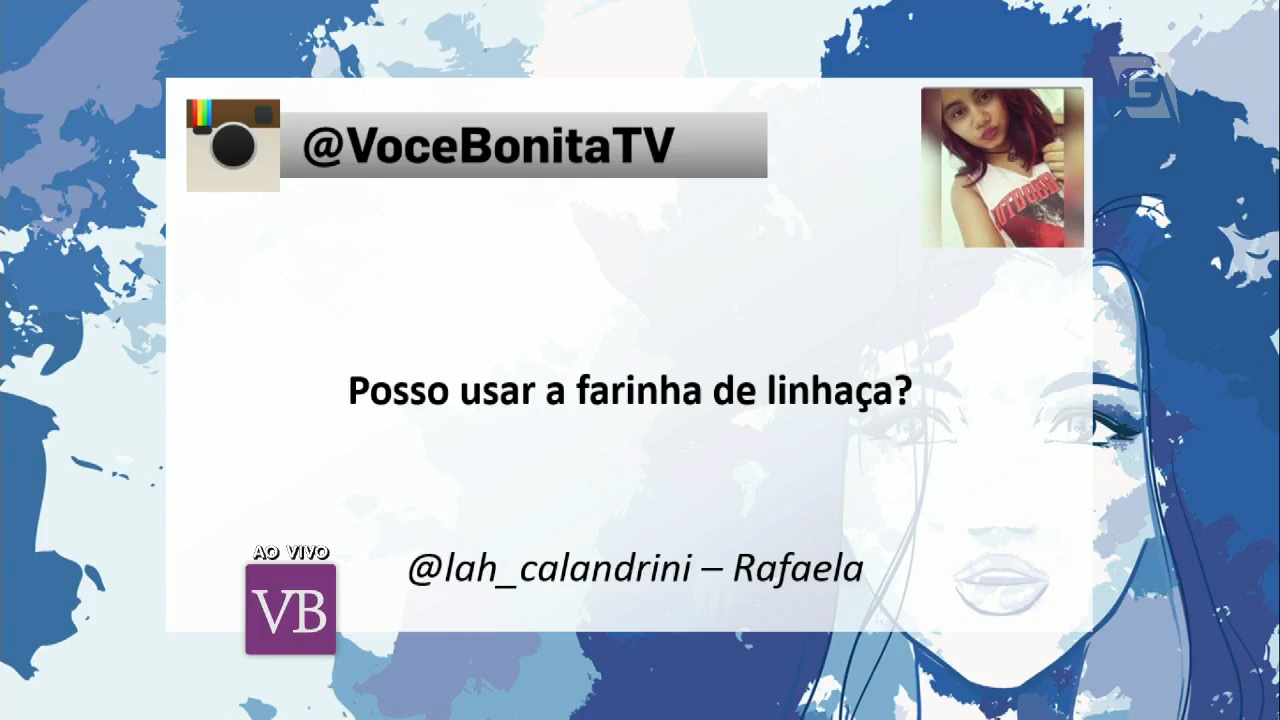 @VoceBonitaTV
Posso usar a farinha de linhaça?
@lah_calandrini – Rafaela
AO VIVO
VB